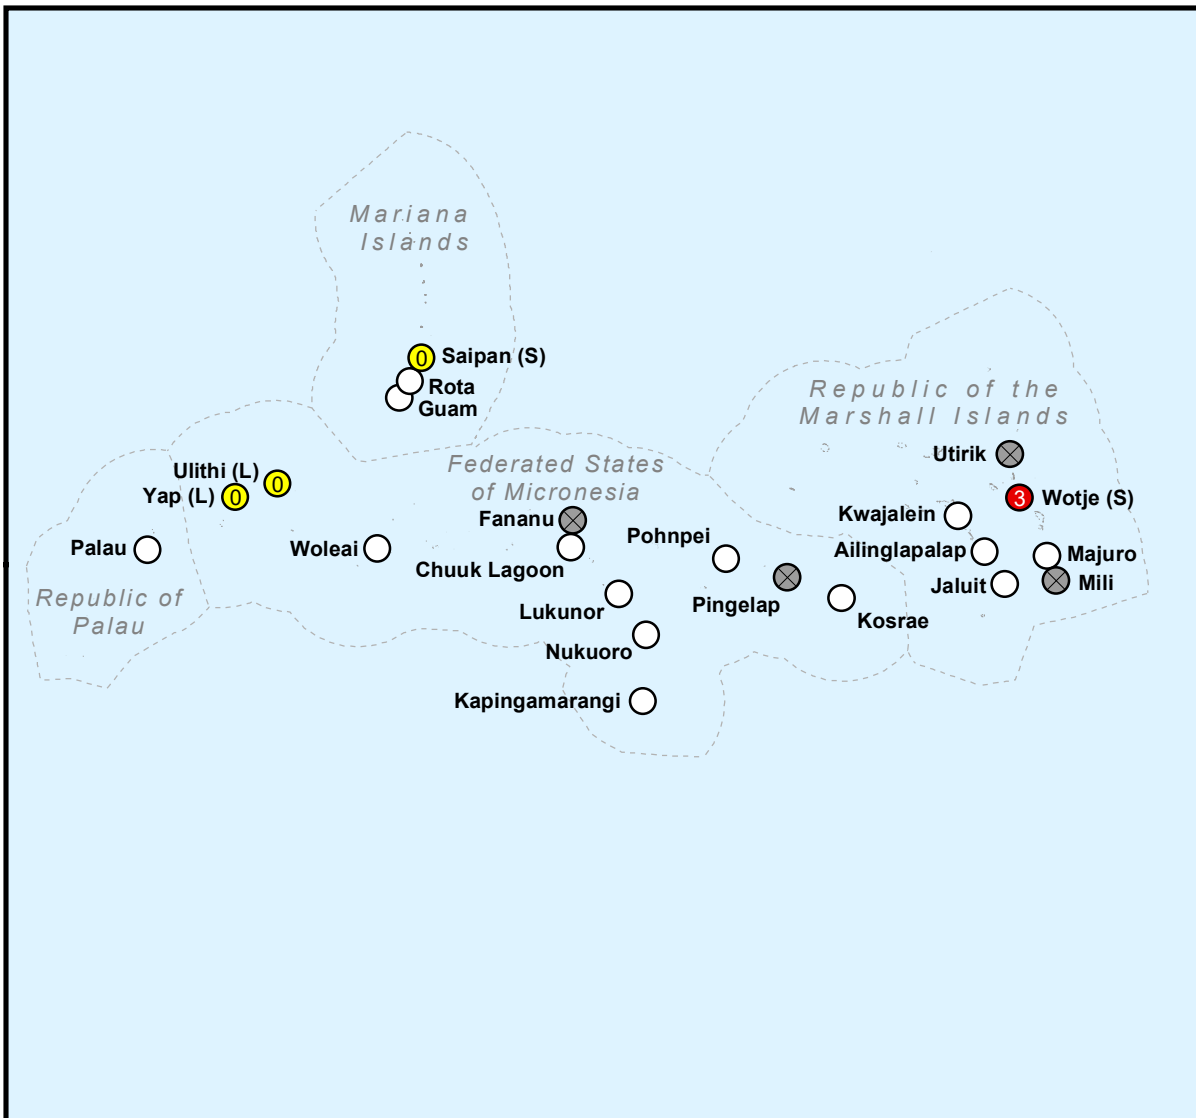 Mariana
Islands
0 Saipan (S)
Rota
Guam
Republic of the
Marshall Islands
Utirik
3 Wotje (S)
Kwajalein
Ailinglapalap
Majuro
Jaluit
Mili
Federated States
of Micronesia
Ulithi (L) 0
Yap (L) 0
Fananu
Pohnpei
Palau
Woleai
Chuuk Lagoon
Republic of
Palau
Lukunor
Pingelap
Kosrae
Nukuoro
Kapingamarangi